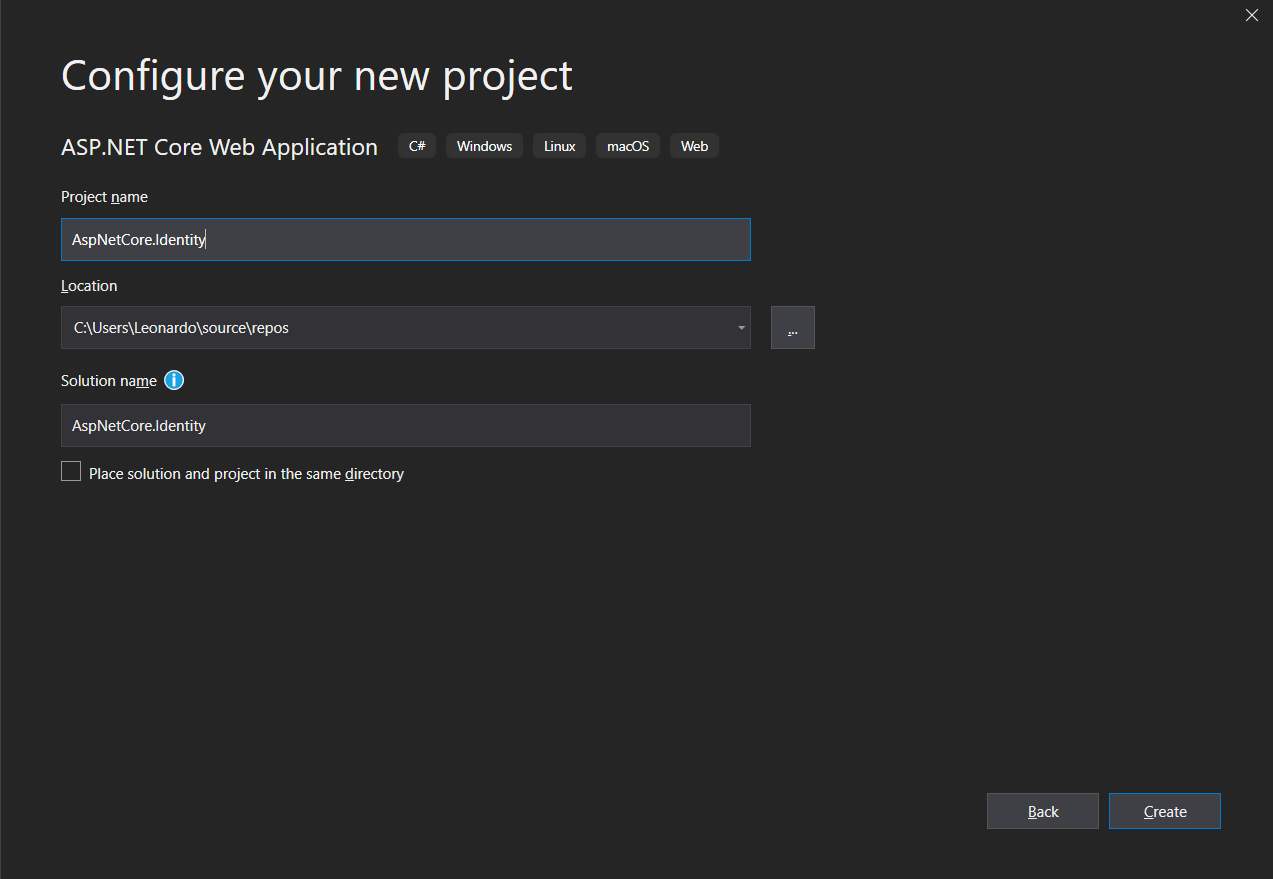 Configure your new project
ASP.NET Core Web Application C# Windows Linux macOS Web
Project name
AspNetCore.Identity
Location
C:\Users\Leonardo\source\repos
...
Solution name
AspNetCore.Identity
Place solution and project in the same directory
Back Create